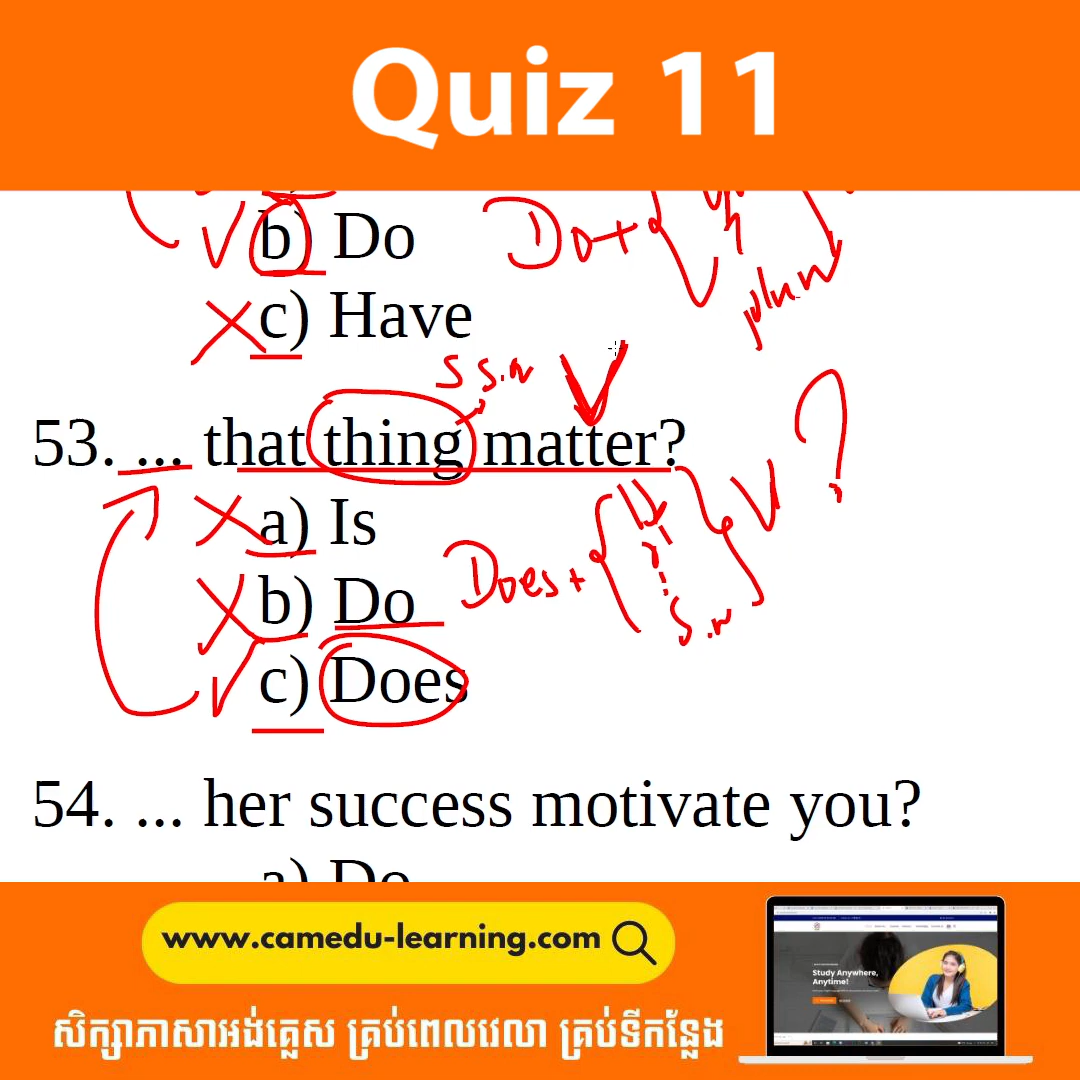 Quiz 11
b) Do
Do+
c) Have
S S.n
53. ... that thing matter?
V ?
a) Is
Does+
b) Do
S.n
c) Does
54. ... her success motivate you?
a) Do
www.camedu-learning.com
Study Anywhere,
Anytime!
សិក្សាភាសាអង់គ្លេស គ្រប់ពេលវេលា គ្រប់ទីកន្លែង